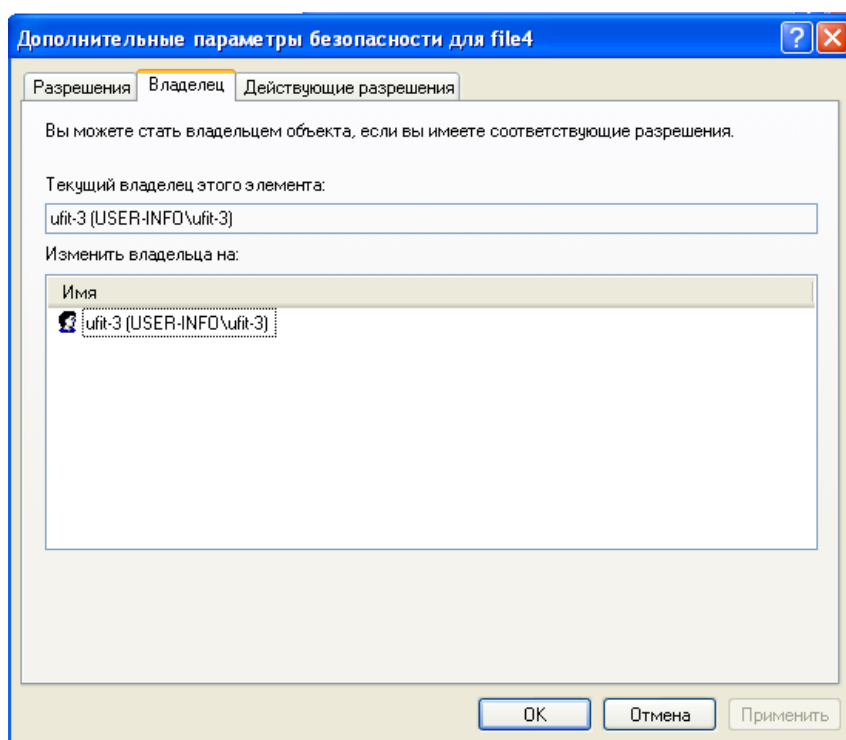 Дополнительные параметры безопасности для file4
Разрешения Владелец Действующие разрешения
Вы можете стать владельцем объекта, если вы имеете соответствующие разрешения.
Текущий владелец этого элемента:
ufit-3 (USER-INFO\ufit-3)
Изменить владельца на:
Имя
ufit-3 (USER-INFO\ufit-3)
ОК Отмена Применить